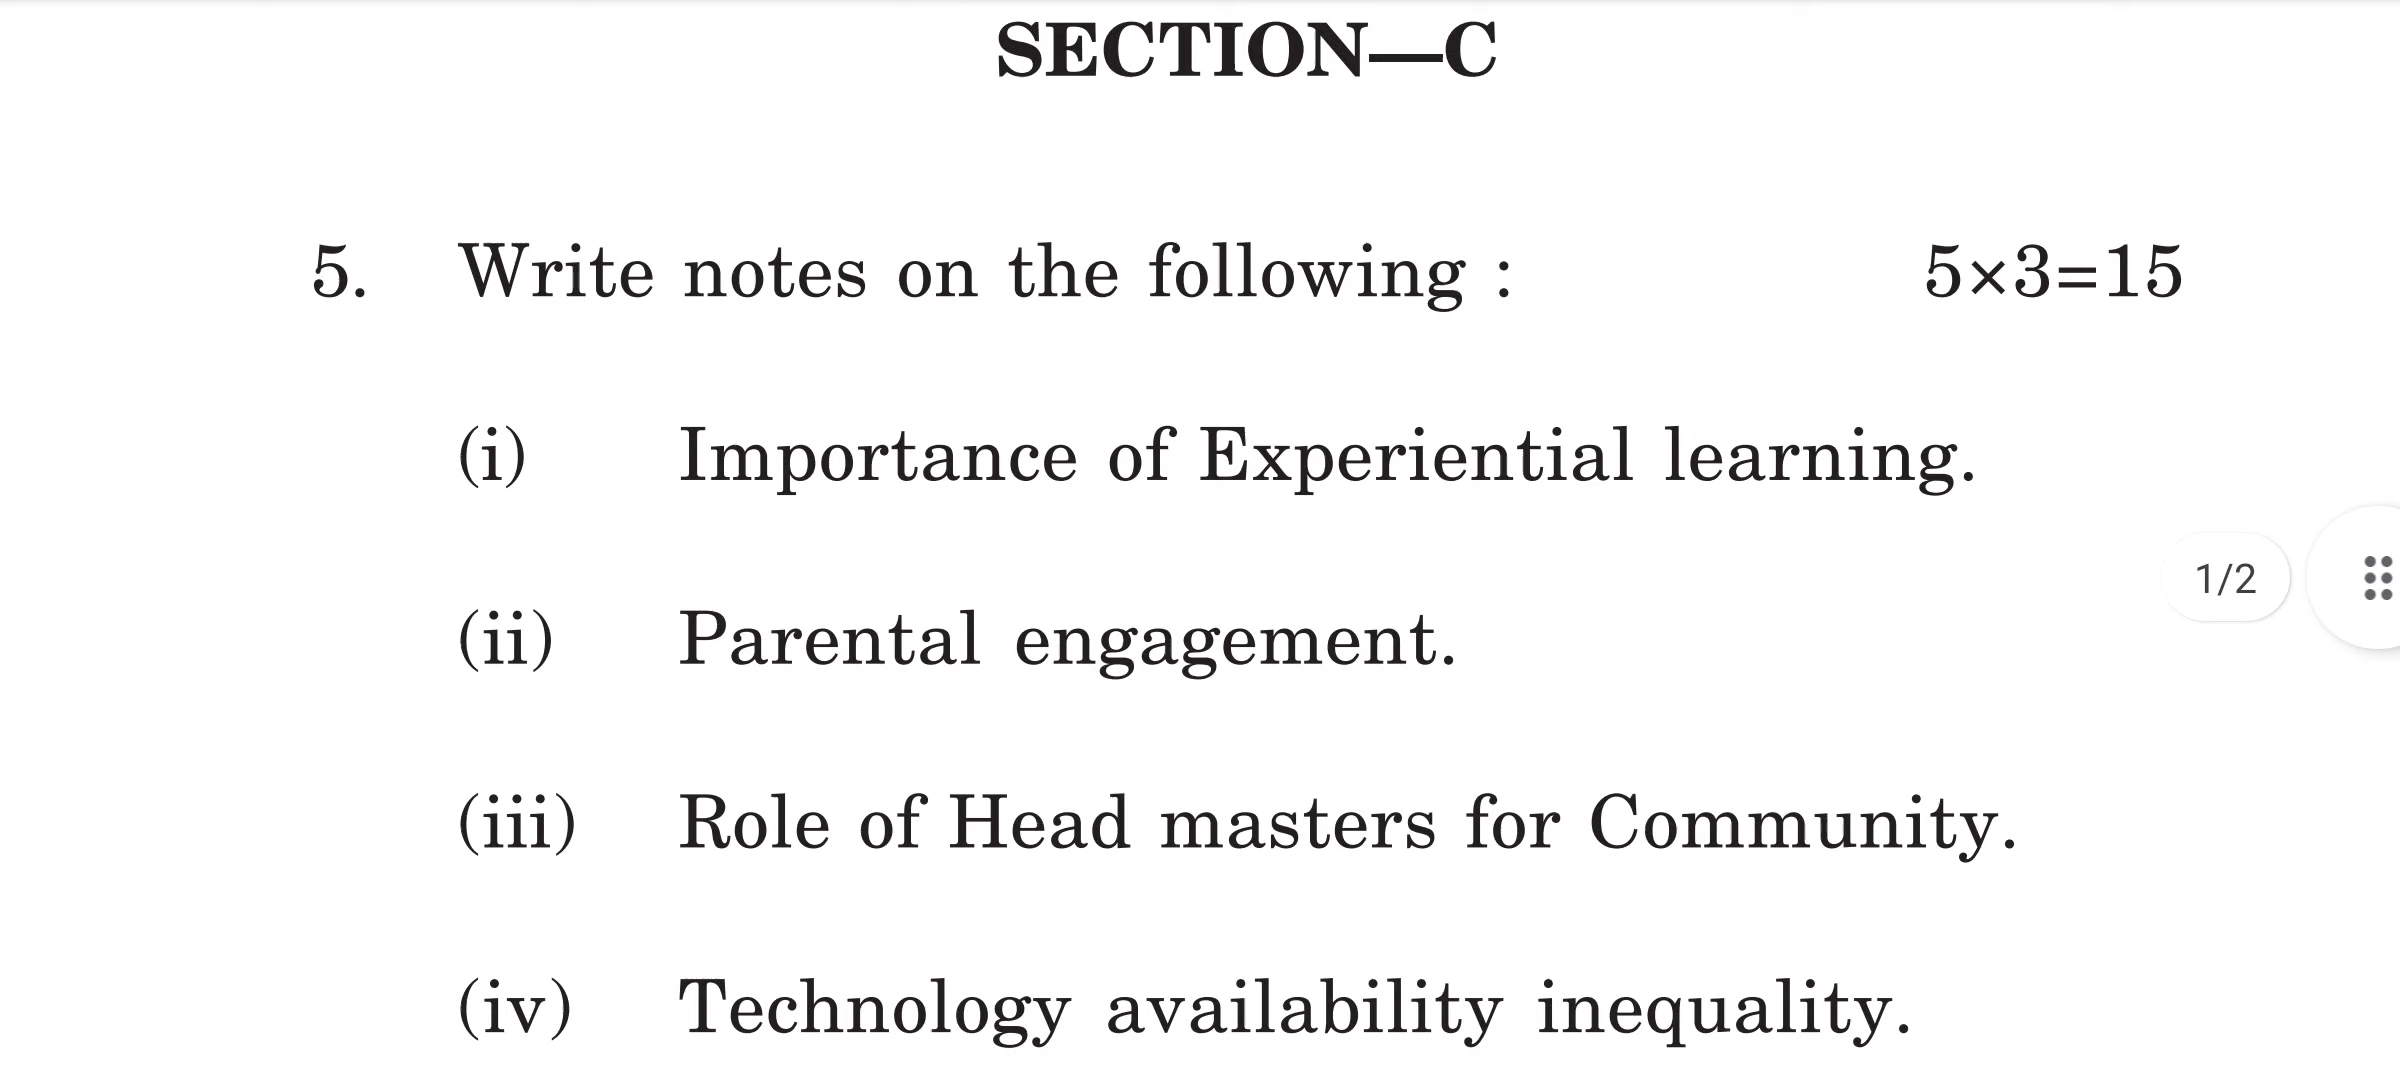 SECTION—C
5. Write notes on the following : 5×3=15
(i) Importance of Experiential learning.
(ii) Parental engagement.
1/2
(iii) Role of Head masters for Community.
(iv) Technology availability inequality.